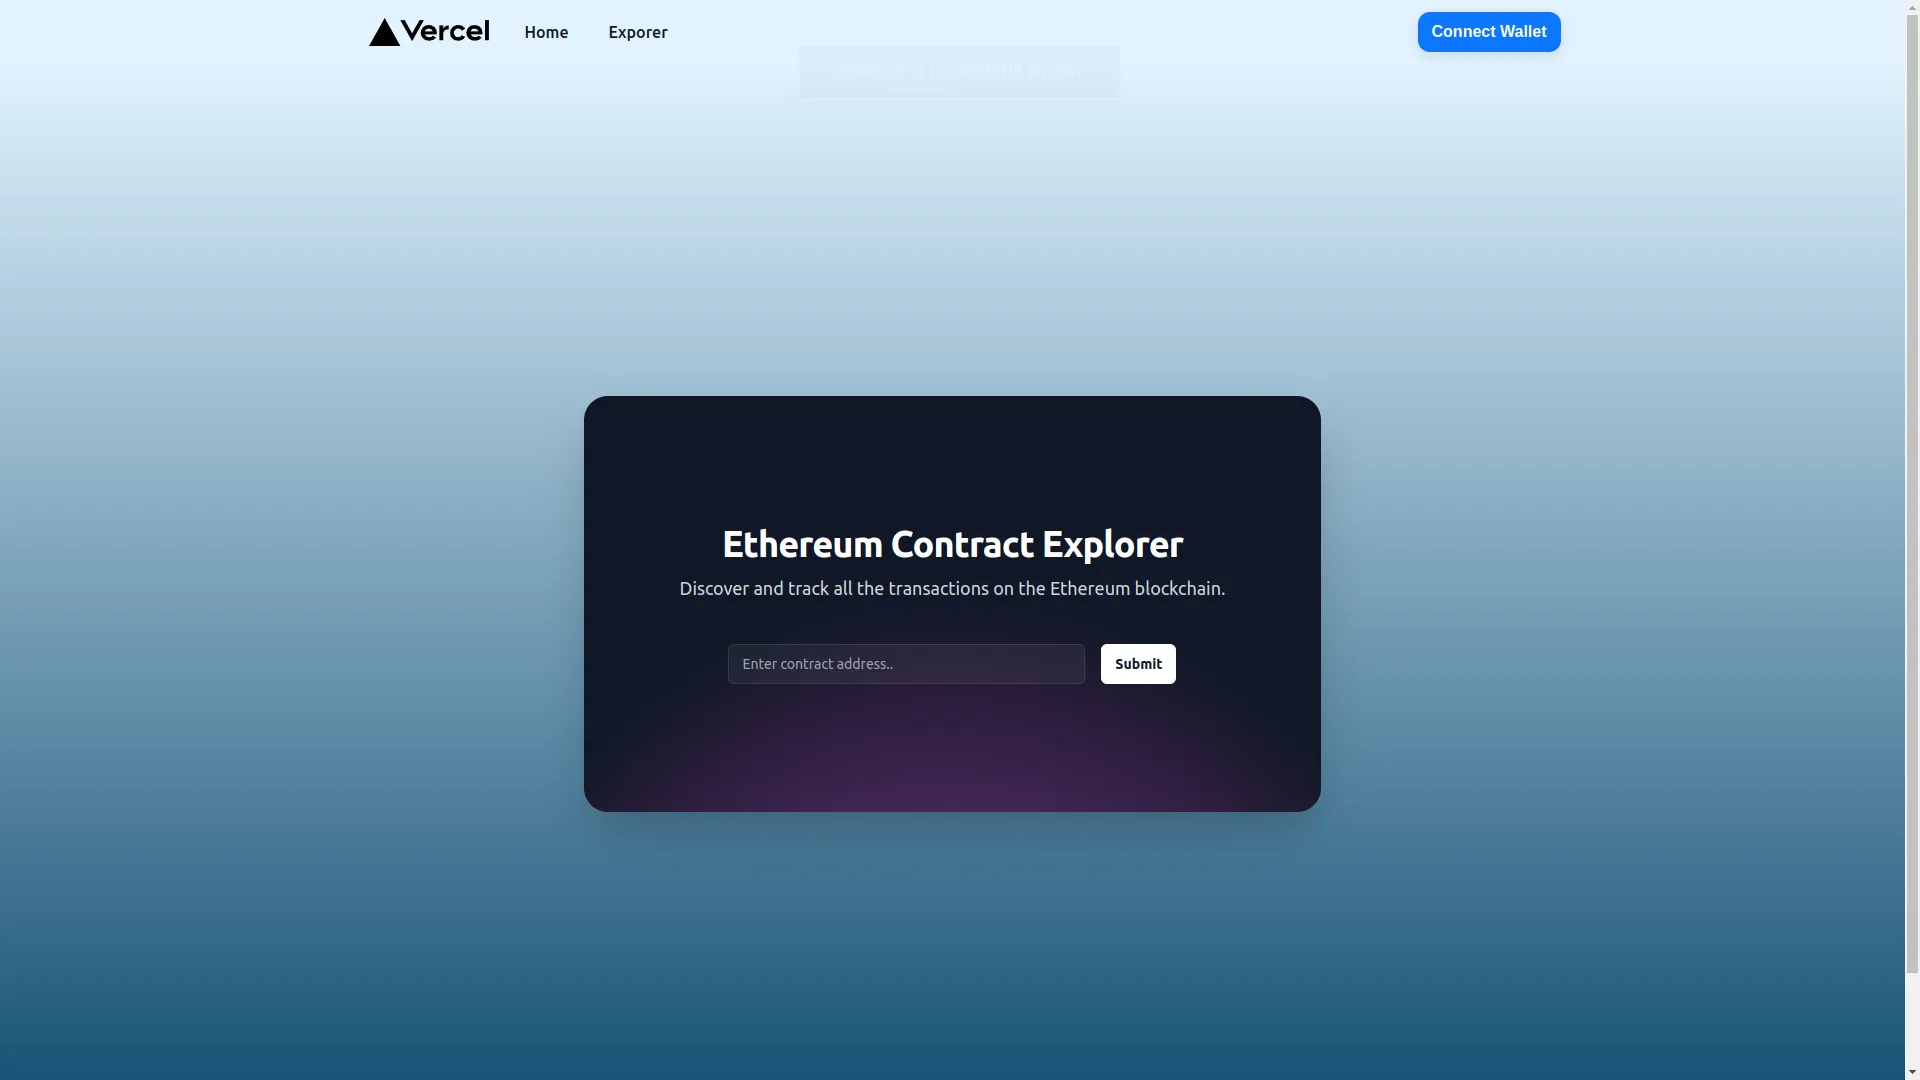 Vercel
Home
Exporer
Connect Wallet
Ethereum Contract Explorer
Discover and track all the transactions on the Ethereum blockchain.
Enter contract address..
Submit